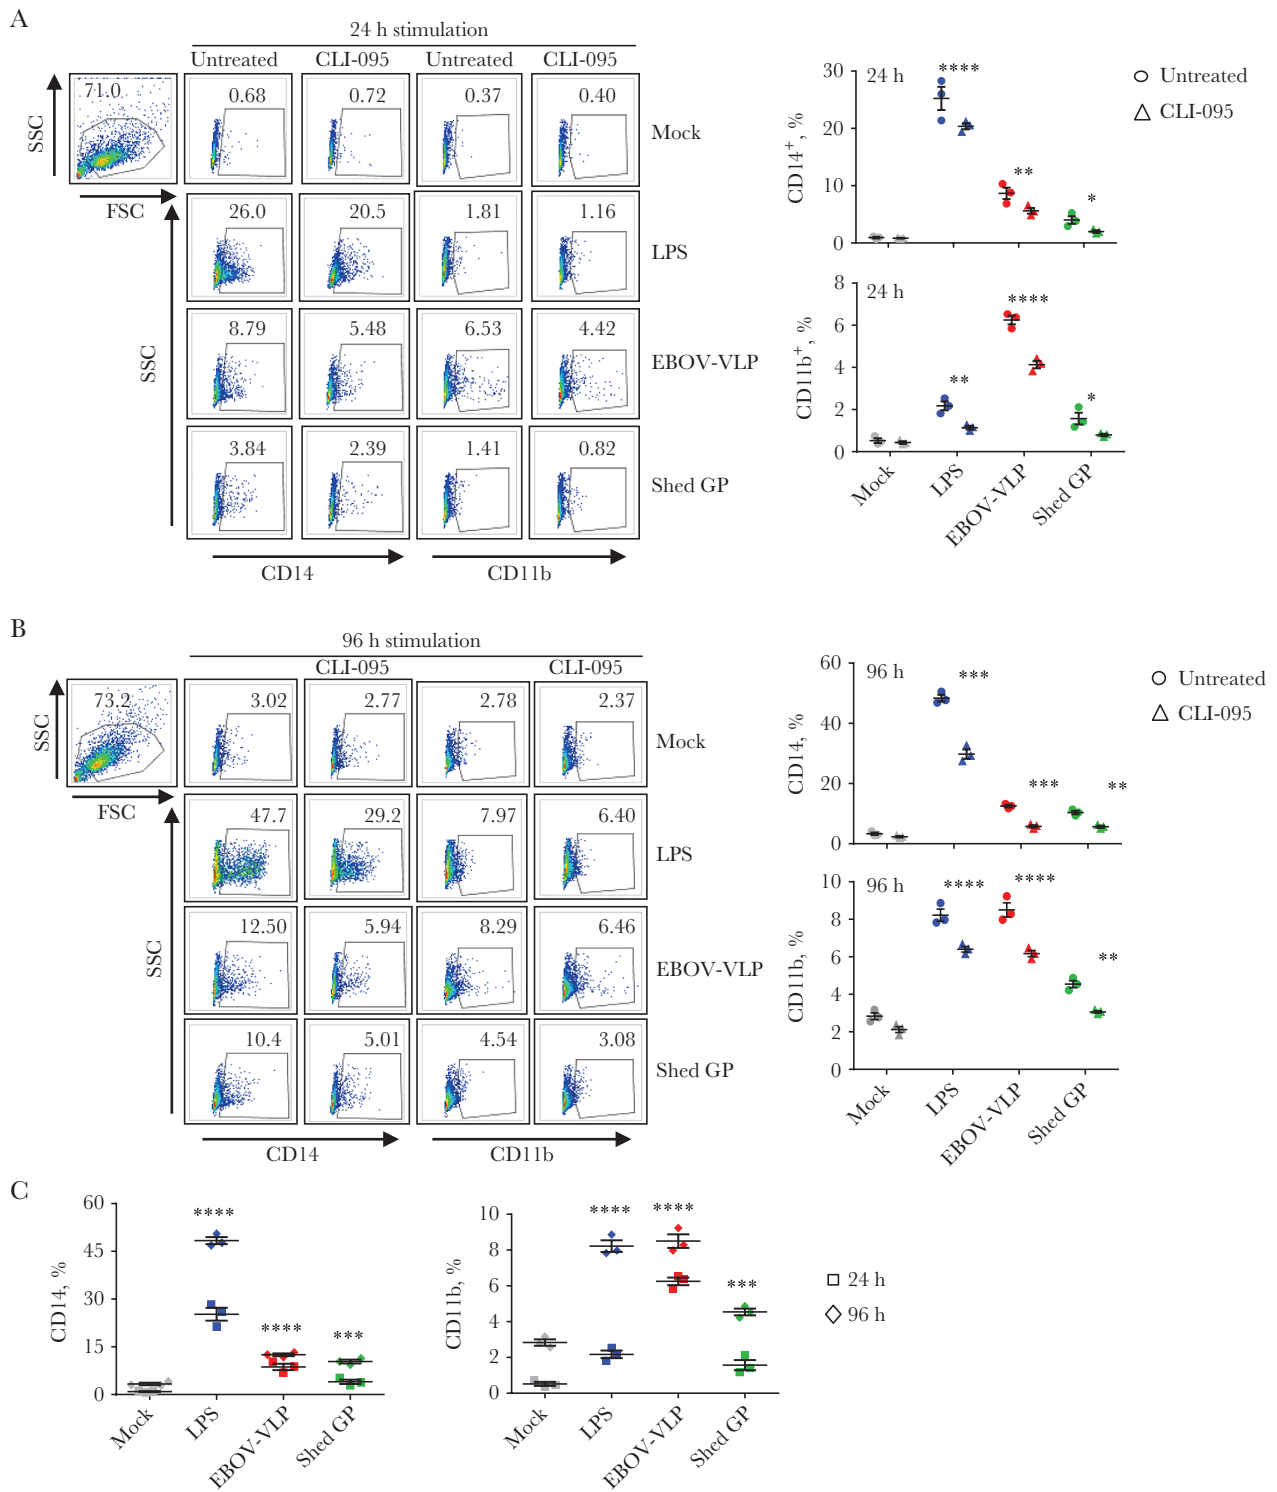 A
24 h stimulation
Untreated CLI-095 Untreated CLI-095
71.0
SSC
FSC
0.68 0.72 0.37 0.40
Mock
26.0 20.5 1.81 1.16
LPS
8.79 5.48 6.53 4.42
EBOV-VLP
3.84 2.39 1.41 0.82
Shed GP
SSC
CD14 CD11b
30
20
10
0
CD14+, %
24 h
****
**
*
Untreated
CLI-095
8
6
4
2
0
CD11b+, %
24 h
**
****
*
Mock LPS EBOV-VLP Shed GP
B
96 h stimulation
CLI-095 CLI-095
73.2
SSC
FSC
3.02 2.77 2.78 2.37
Mock
47.7 29.2 7.97 6.40
LPS
12.50 5.94 8.29 6.46
EBOV-VLP
10.4 5.01 4.54 3.08
Shed GP
SSC
CD14 CD11b
60
40
20
0
CD14, %
96 h
***
***
**
Untreated
CLI-095
10
8
6
4
2
0
CD11b, %
96 h
****
****
**
Mock LPS EBOV-VLP Shed GP
C
60
45
30
15
0
CD14, %
****
****
***
Mock LPS EBOV-VLP Shed GP
10
8
6
4
2
0
CD11b, %
****
****
***
Mock LPS EBOV-VLP Shed GP
24 h
96 h